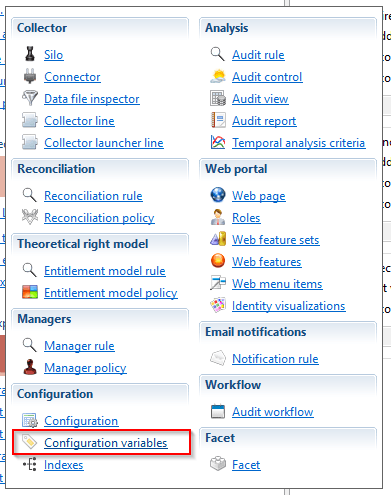 Collector
Silo
Connector
Data file inspector
Collector line
Collector launcher line
Reconciliation
Reconciliation rule
Reconciliation policy
Theoretical right model
Entitlement model rule
Entitlement model policy
Managers
Manager rule
Manager policy
Configuration
Configuration
Configuration variables
Indexes
Analysis
Audit rule
Audit control
Audit view
Audit report
Temporal analysis criteria
Web portal
Web page
Roles
Web feature sets
Web features
Web menu items
Identity visualizations
Email notifications
Notification rule
Workflow
Audit workflow
Facet
Facet